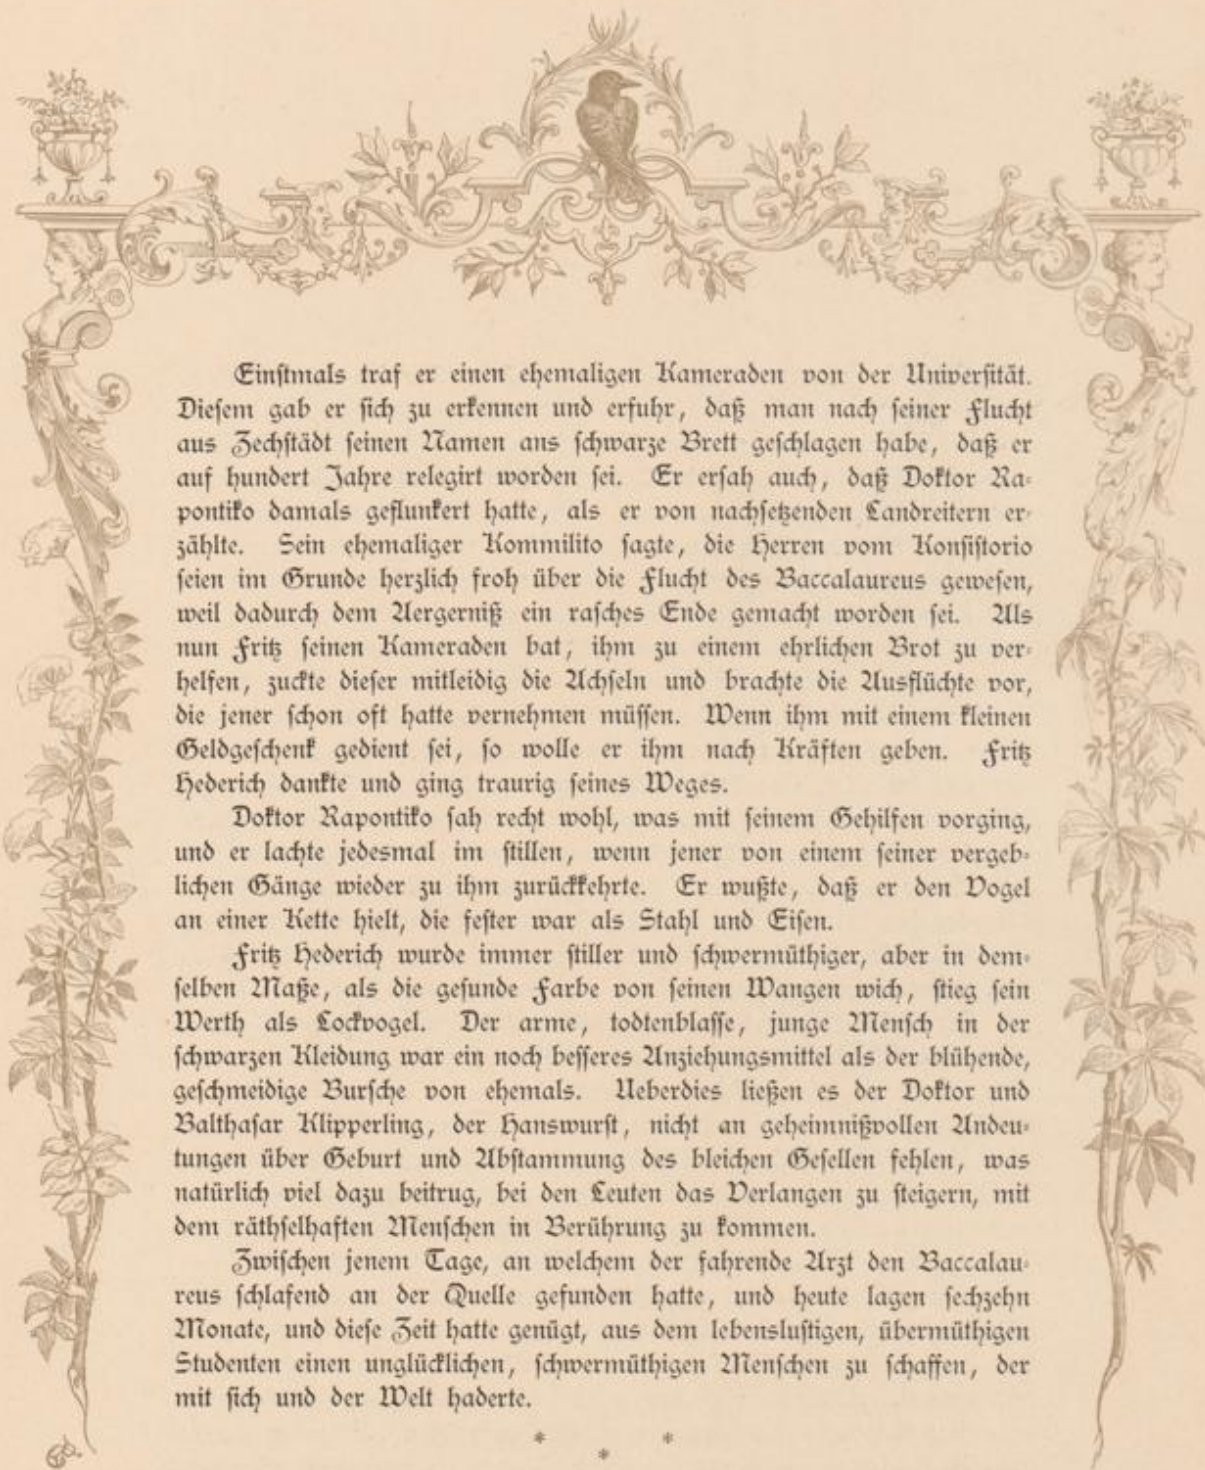 Einſtmals traf er einen ehemaligen Kameraden von der Univerſität.
Dieſem gab er ſich zu erkennen und erfuhr, daß man nach ſeiner Flucht
aus Zechſtädt ſeinen Namen ans ſchwarze Brett geſchlagen habe, daß er
auf hundert Jahre relegirt worden ſei. Er erſah auch, daß Doktor Ra-
pontiko damals geflunkert hatte, als er von nachſetzenden Landreitern er-
zählte. Sein ehemaliger Kommilito ſagte, die Herren vom Konſiſtorio
ſeien im Grunde herzlich froh über die Flucht des Baccalaureus geweſen,
weil dadurch dem Aergerniß ein raſches Ende gemacht worden ſei. Als
nun Fritz ſeinen Kameraden bat, ihm zu einem ehrlichen Brot zu ver-
helfen, zuckte dieſer mitleidig die Achſeln und brachte die Ausflüchte vor,
die jener ſchon oft hatte vernehmen müſſen. Wenn ihm mit einem kleinen
Geldgeſchenk gedient ſei, ſo wolle er ihm nach Kräften geben. Fritz
Hederich dankte und ging traurig ſeines Weges.
Doktor Rapontiko ſah recht wohl, was mit ſeinem Gehilfen vorging,
und er lachte jedesmal im ſtillen, wenn jener von einem ſeiner vergeb-
lichen Gänge wieder zu ihm zurückkehrte. Er wußte, daß er den Vogel
an einer Kette hielt, die feſter war als Stahl und Eiſen.
Fritz Hederich wurde immer ſtiller und ſchwermüthiger, aber in dem-
ſelben Maße, als die geſunde Farbe von ſeinen Wangen wich, ſtieg ſein
Werth als Lockvogel. Der arme, todtenblaſſe, junge Menſch in der
ſchwarzen Kleidung war ein noch beſſeres Anziehungsmittel als der blühende,
geſchmeidige Burſche von ehemals. Ueberdies ließen es der Doktor und
Balthaſar Klipperling, der Hanswurſt, nicht an geheimnißvollen Andeu-
tungen über Geburt und Abſtammung des bleichen Geſellen fehlen, was
natürlich viel dazu beitrug, bei den Leuten das Verlangen zu ſteigern, mit
dem räthſelhaften Menſchen in Berührung zu kommen.
Zwiſchen jenem Tage, an welchem der fahrende Arzt den Baccalau-
reus ſchlafend an der Quelle gefunden hatte, und heute lagen ſechzehn
Monate, und dieſe Zeit hatte genügt, aus dem lebensluſtigen, übermüthigen
Studenten einen unglücklichen, ſchwermüthigen Menſchen zu ſchaffen, der
mit ſich und der Welt haderte.
* * *